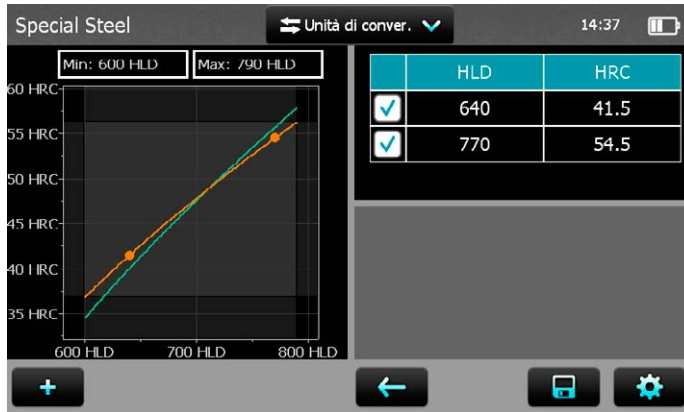 Special Steel
Unità di conver.
14:37
Min: 600 HLD
Max: 790 HLD
60 HRC
55 HRC
50 HRC
45 HRC
40 HRC
35 HRC
600 HLD
700 HLD
800 HLD
HLD HRC
640 41.5
770 54.5